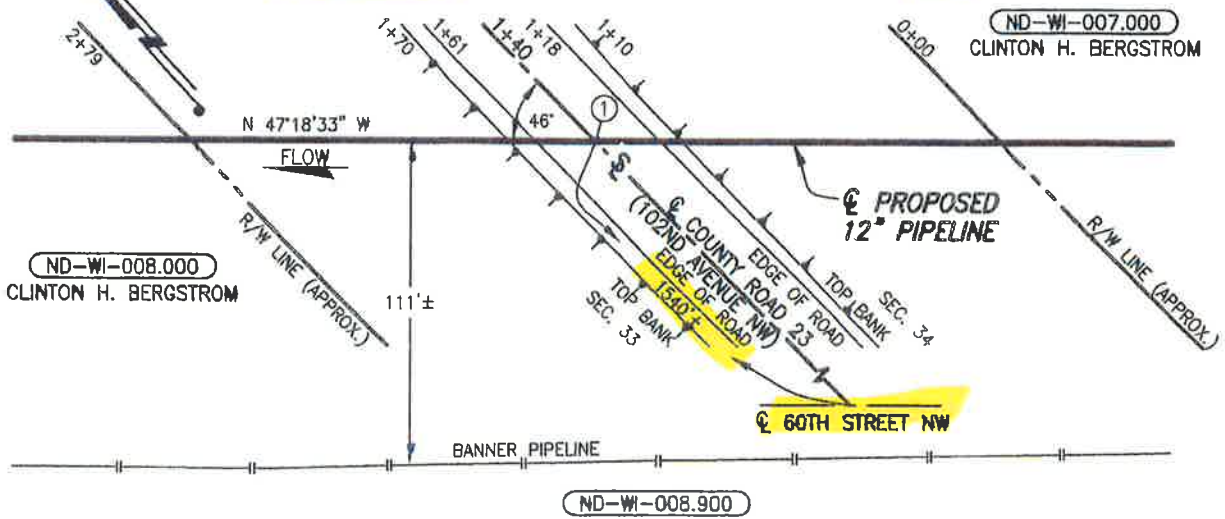 2+79
1+70
1+61
1+40
1+18
1+10
0+00
ND-WI-007.000
CLINTON H. BERGSTROM
N 47°18'33" W
46°
1
FLOW
℄ PROPOSED
12" PIPELINE
R/W LINE (APPROX.)
ND-WI-008.000
CLINTON H. BERGSTROM
111'±
SEC. 33
TOP BANK
1540'±
EDGE OF ROAD
(102ND AVENUE NW)
℄ COUNTY ROAD 23
EDGE OF ROAD
TOP BANK
SEC. 34
R/W LINE (APPROX.)
℄ 60TH STREET NW
BANNER PIPELINE
ND-WI-008.900